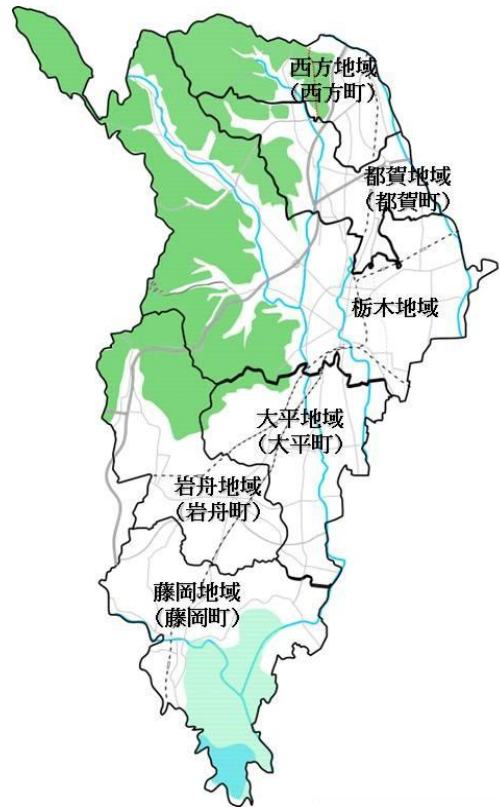 西方地域
（西方町）
都賀地域
（都賀町）
栃木地域
大平地域
（大平町）
岩舟地域
（岩舟町）
藤岡地域
（藤岡町）